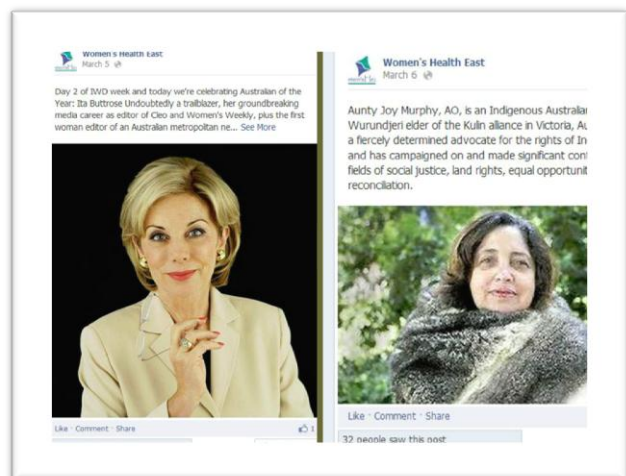 Women's Health East
March 5
Day 2 of IWD week and today we're celebrating Australian of the
Year: Ita Buttrose Undoubtedly a trailblazer, her groundbreaking
media career as editor of Cleo and Women's Weekly, plus the first
woman editor of an Australian metropolitan ne... See More
Like · Comment · Share
1
Women's Health East
March 6
Aunty Joy Murphy, AO, is an Indigenous Australia
Wurundjeri elder of the Kulin alliance in Victoria, Au
a fiercely determined advocate for the rights of In
and has campaigned on and made significant cont
fields of social justice, land rights, equal opportunit
reconciliation.
Like · Comment · Share
32 people saw this post